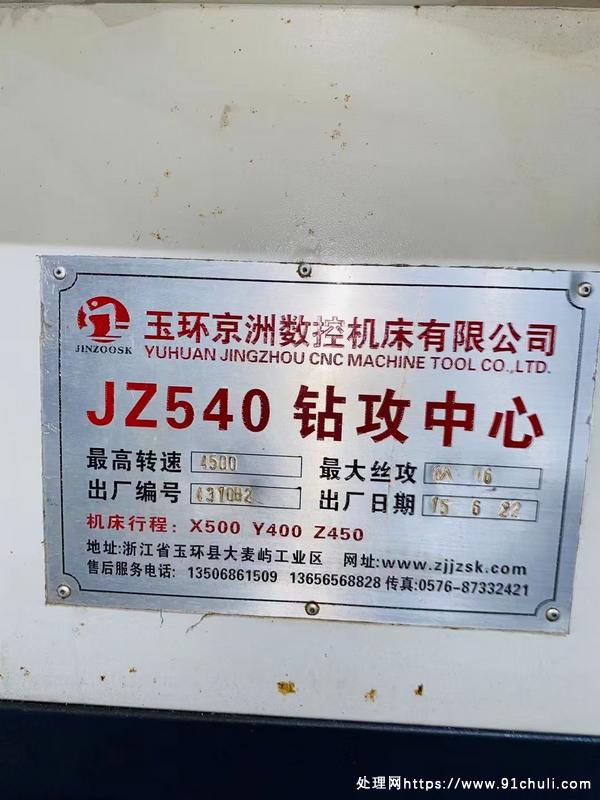 JINZOOSK
玉环京洲数控机床有限公司
YUHUAN JINGZHOU CNC MACHINE TOOL CO.,LTD.
JZ540 钻攻中心
最高转速 4500 最大丝攻 16
出厂编号 出厂日期 15 6 22
机床行程: X500 Y400 Z450
地址:浙江省玉环县大麦屿工业区 网址:www.zjjzsk.com
售后服务电话: 13506861509 13656568828 传真:0576-87332421
处理网https://www.91chuli.com